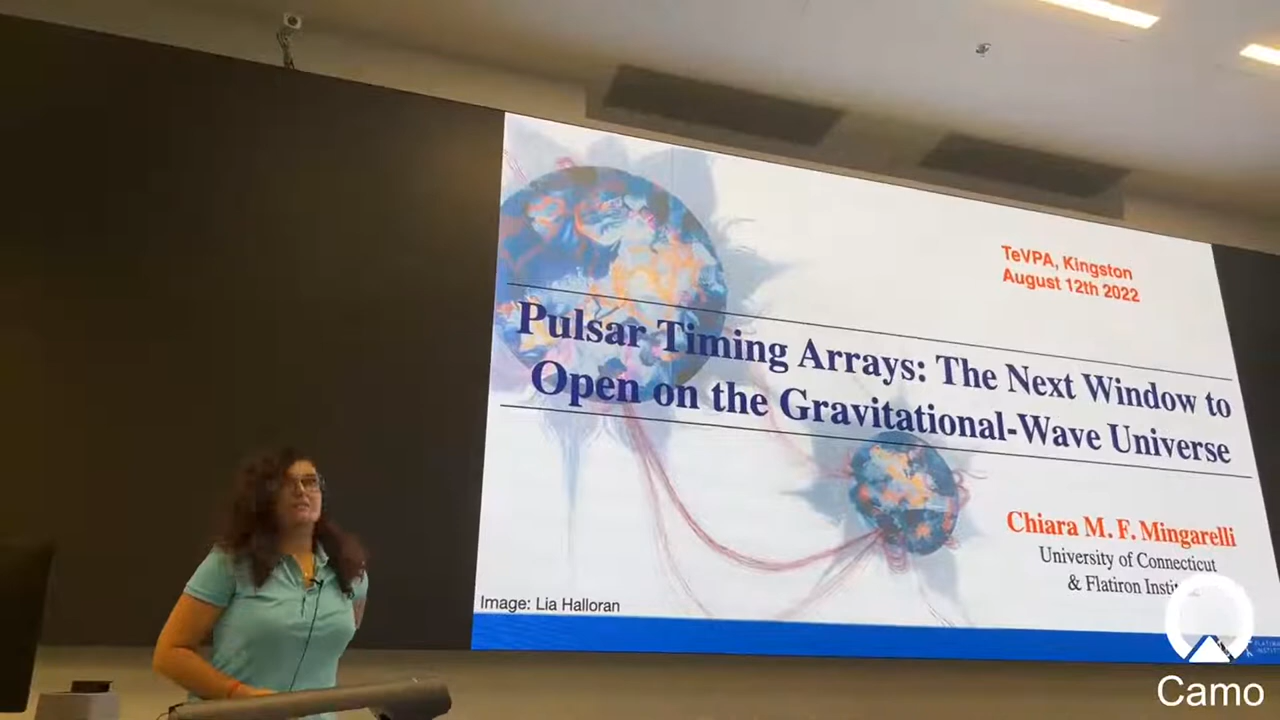 TeVPA, Kingston
August 12th 2022
Pulsar Timing Arrays: The Next Window to
Open on the Gravitational-Wave Universe
Chiara M. F. Mingarelli
University of Connecticut
& Flatiron
Image: Lia Halloran
Camo